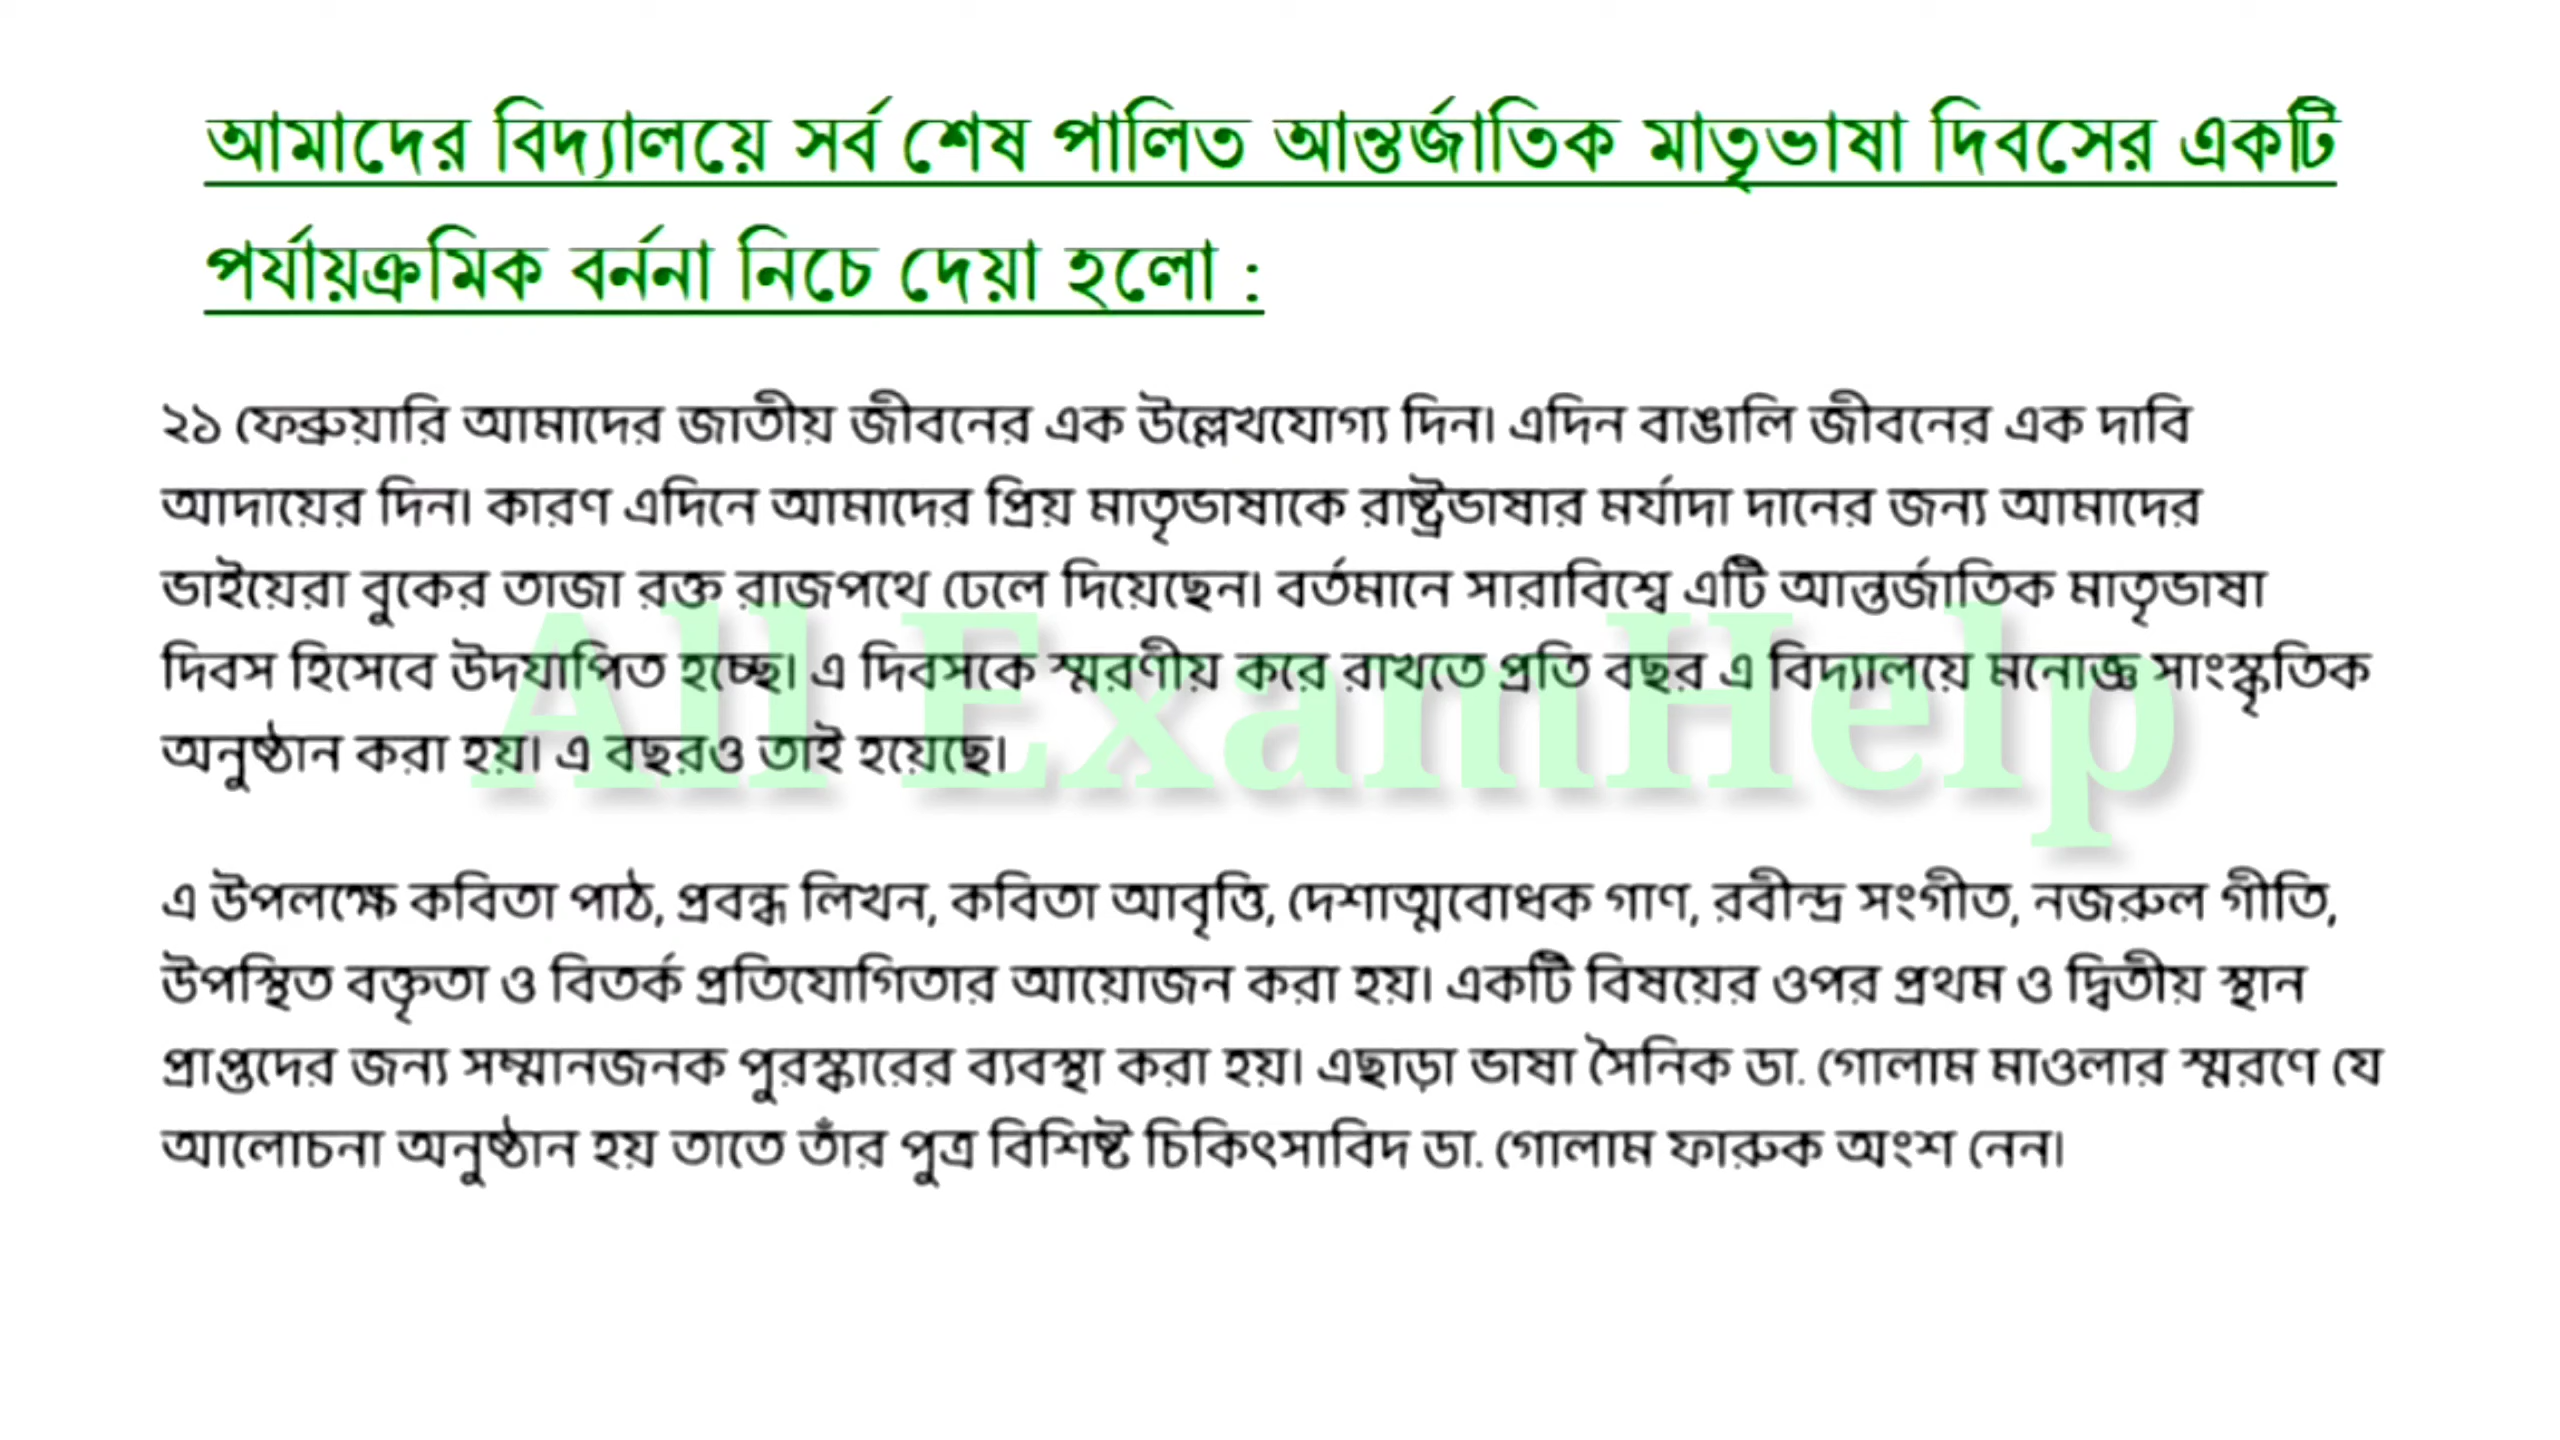 আমাদের বিদ্যালয়ে সর্ব শেষ পালিত আন্তর্জাতিক মাতৃভাষা দিবসের একটি
পর্যায়ক্রমিক বর্ননা নিচে দেয়া হলো :
২১ ফেব্রুয়ারি আমাদের জাতীয় জীবনের এক উল্লেখযোগ্য দিন। এদিন বাঙালি জীবনের এক দাবি
আদায়ের দিন। কারণ এদিনে আমাদের প্রিয় মাতৃভাষাকে রাষ্ট্রভাষার মর্যাদা দানের জন্য আমাদের
ভাইয়েরা বুকের তাজা রক্ত রাজপথে ঢেলে দিয়েছেন। বর্তমানে সারাবিশ্বে এটি আন্তর্জাতিক মাতৃভাষা
দিবস হিসেবে উদযাপিত হচ্ছে। এ দিবসকে স্মরণীয় করে রাখতে প্রতি বছর এ বিদ্যালয়ে মনোজ্ঞ সাংস্কৃতিক
অনুষ্ঠান করা হয়। এ বছরও তাই হয়েছে।
All ExamHelp
এ উপলক্ষে কবিতা পাঠ, প্রবন্ধ লিখন, কবিতা আবৃত্তি, দেশাত্মবোধক গাণ, রবীন্দ্র সংগীত, নজরুল গীতি,
উপস্থিত বক্তৃতা ও বিতর্ক প্রতিযোগিতার আয়োজন করা হয়। একটি বিষয়ের ওপর প্রথম ও দ্বিতীয় স্থান
প্রাপ্তদের জন্য সম্মানজনক পুরস্কারের ব্যবস্থা করা হয়। এছাড়া ভাষা সৈনিক ডা. গোলাম মাওলার স্মরণে যে
আলোচনা অনুষ্ঠান হয় তাতে তাঁর পুত্র বিশিষ্ট চিকিৎসাবিদ ডা. গোলাম ফারুক অংশ নেন।